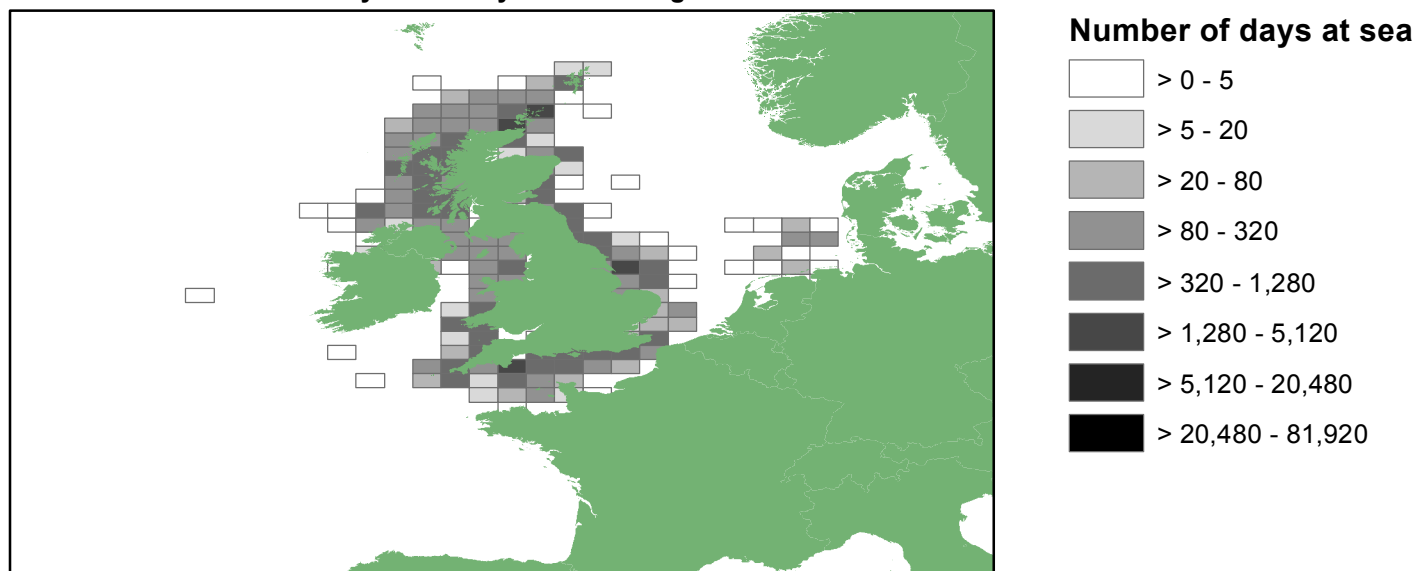 Number of days at sea
> 0 - 5
> 5 - 20
> 20 - 80
> 80 - 320
> 320 - 1,280
> 1,280 - 5,120
> 5,120 - 20,480
> 20,480 - 81,920